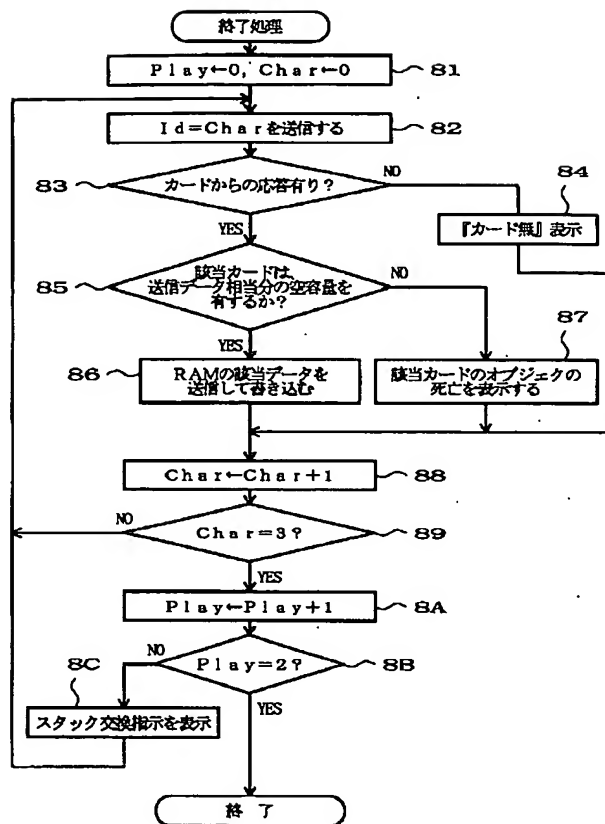 終了処理
Play←0, Char←0
81
Id=Charを送信する
82
83
カードからの応答有り?
NO
84
YES
『カード無』表示
85
該当カードは、
送信データ相当分の空容量を
有するか?
NO
87
YES
86
RAMの該当データを
送信して書き込む
該当カードのオブジェクの
死亡を表示する
Char←Char+1
88
NO
Char=3?
89
YES
Play←Play+1
8A
NO
Play=2?
8B
8C
YES
スタック交換指示を表示
終 了